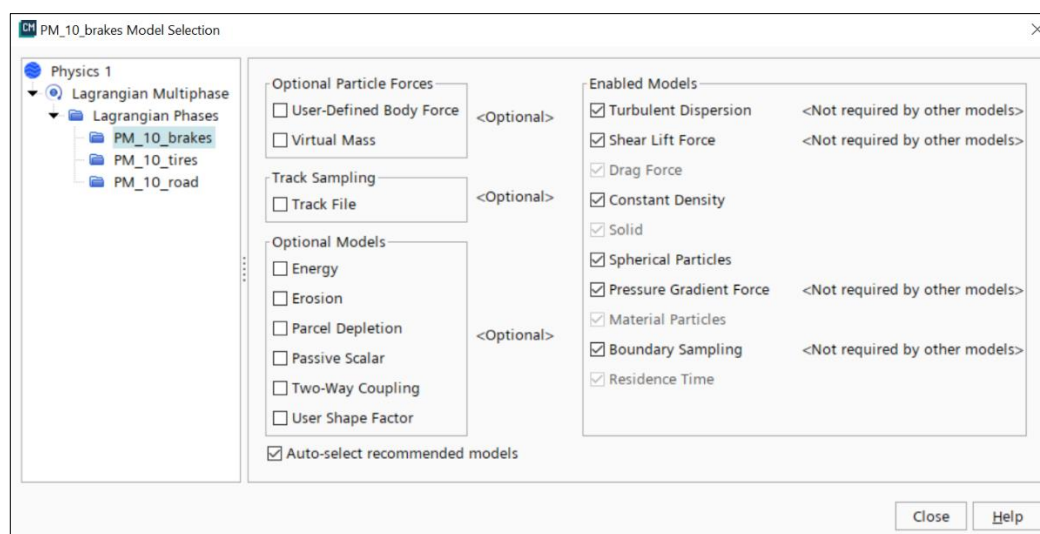 CM PM_10_brakes Model Selection
Physics 1
Lagrangian Multiphase
Lagrangian Phases
PM_10_brakes
PM_10_tires
PM_10_road
Optional Particle Forces
User-Defined Body Force
Virtual Mass
<Optional>
Track Sampling
Track File
<Optional>
Optional Models
Energy
Erosion
Parcel Depletion
Passive Scalar
Two-Way Coupling
User Shape Factor
<Optional>
Auto-select recommended models
Enabled Models
Turbulent Dispersion <Not required by other models>
Shear Lift Force <Not required by other models>
Drag Force
Constant Density
Solid
Spherical Particles
Pressure Gradient Force <Not required by other models>
Material Particles
Boundary Sampling <Not required by other models>
Residence Time
Close Help